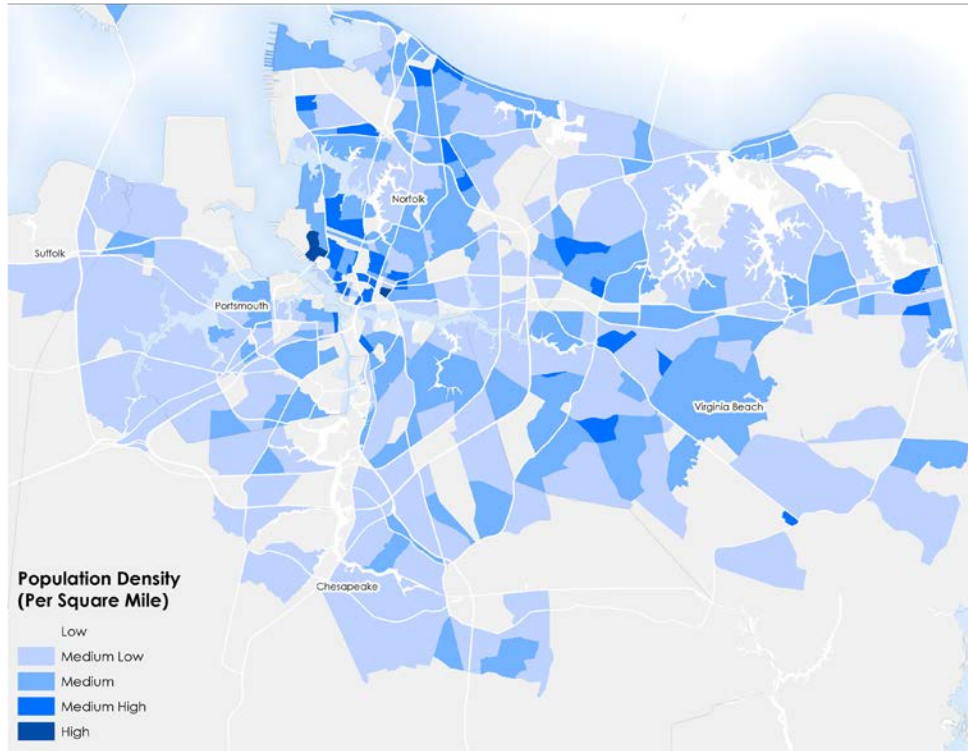 Norfolk
Suffolk
Portsmouth
Virginia Beach
Chesapeake
Population Density
(Per Square Mile)
Low
Medium Low
Medium
Medium High
High